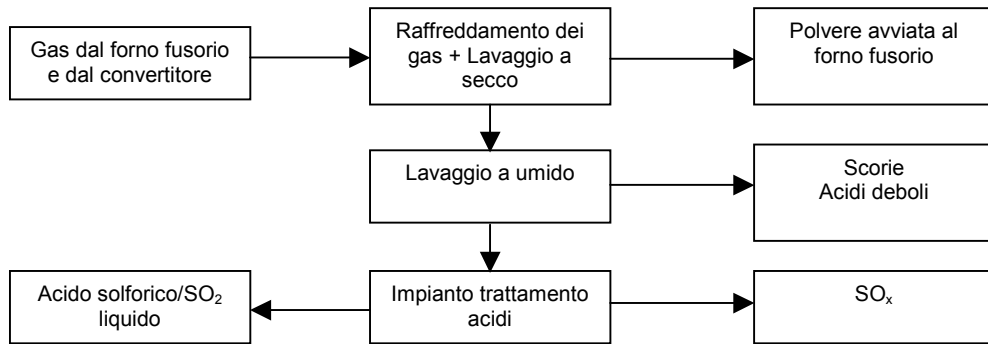 Gas dal forno fusorio
e dal convertitore
Raffreddamento dei
gas + Lavaggio a
secco
Polvere avviata al
forno fusorio
Lavaggio a umido
Scorie
Acidi deboli
Acido solforico/SO₂
liquido
Impianto trattamento
acidi
SOₓ